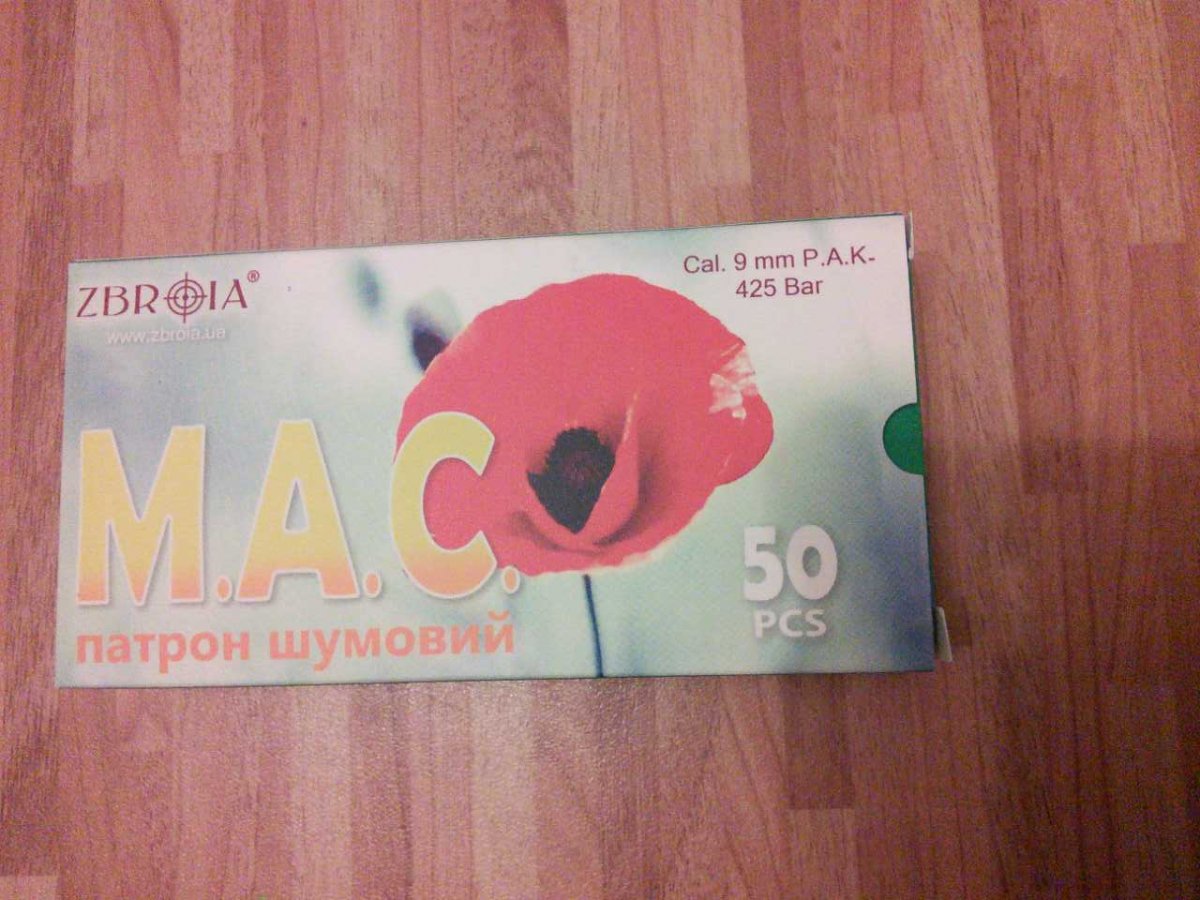 ZBROIA®
www.zbroia.ua
Cal. 9 mm P.A.K-
425 Bar
M.A.C.
патрон шумовий
50
PCS